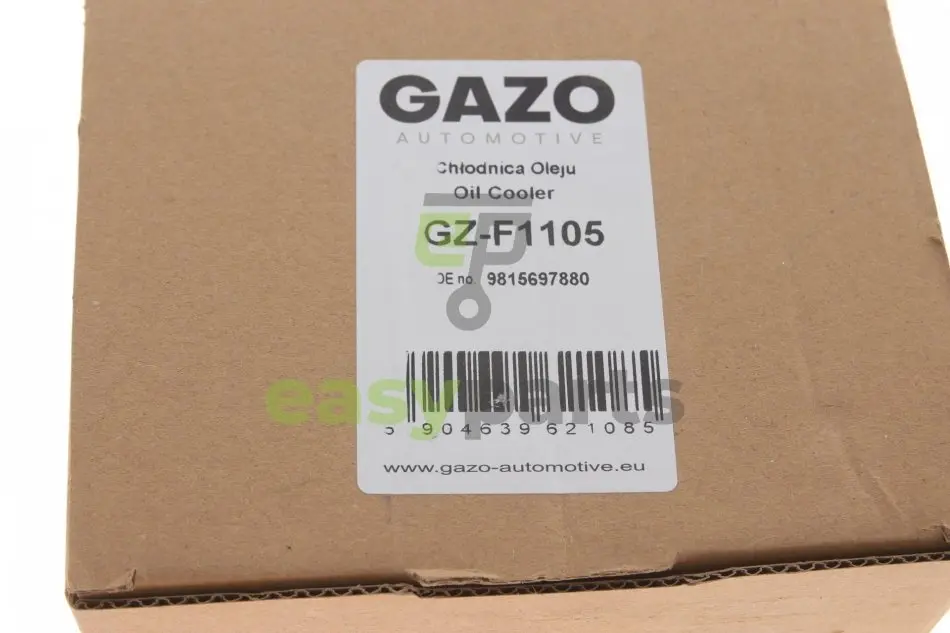 GAZO
AUTOMOTIVE
Chłodnica Oleju
Oil Cooler
GZ-F1105
OE no. 9815697880
easyparts
5 904639 621085
www.gazo-automotive.eu